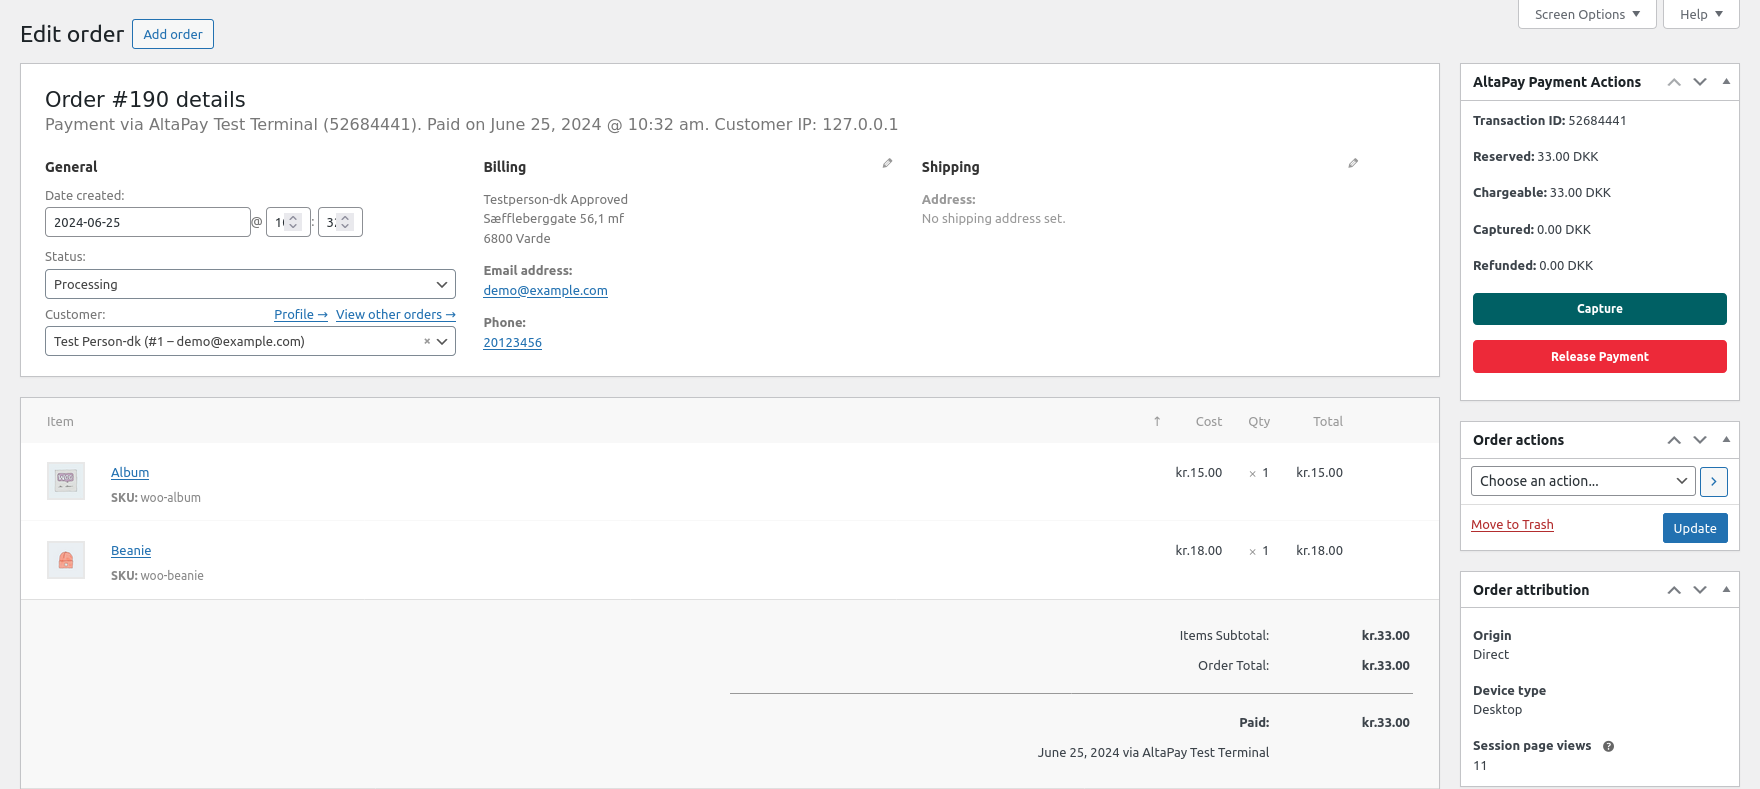 Screen Options
Help
Edit order
Add order
Order #190 details
Payment via AltaPay Test Terminal (52684441). Paid on June 25, 2024 @ 10:32 am. Customer IP: 127.0.0.1
General
Date created:
2024-06-25 @ :
Status:
Processing
Customer:
Profile → View other orders →
Test Person-dk (#1 – demo@example.com) ×
Billing
Testperson-dk Approved
Sæffleberggate 56,1 mf
6800 Varde
Email address:
demo@example.com
Phone:
20123456
Shipping
Address:
No shipping address set.
Item ↑ Cost Qty Total
Album kr.15.00 × 1 kr.15.00
SKU: woo-album
Beanie kr.18.00 × 1 kr.18.00
SKU: woo-beanie
Items Subtotal: kr.33.00
Order Total: kr.33.00
Paid: kr.33.00
June 25, 2024 via AltaPay Test Terminal
AltaPay Payment Actions
Transaction ID: 52684441
Reserved: 33.00 DKK
Chargeable: 33.00 DKK
Captured: 0.00 DKK
Refunded: 0.00 DKK
Capture
Release Payment
Order actions
Choose an action...
Move to Trash
Update
Order attribution
Origin
Direct
Device type
Desktop
Session page views ?
11